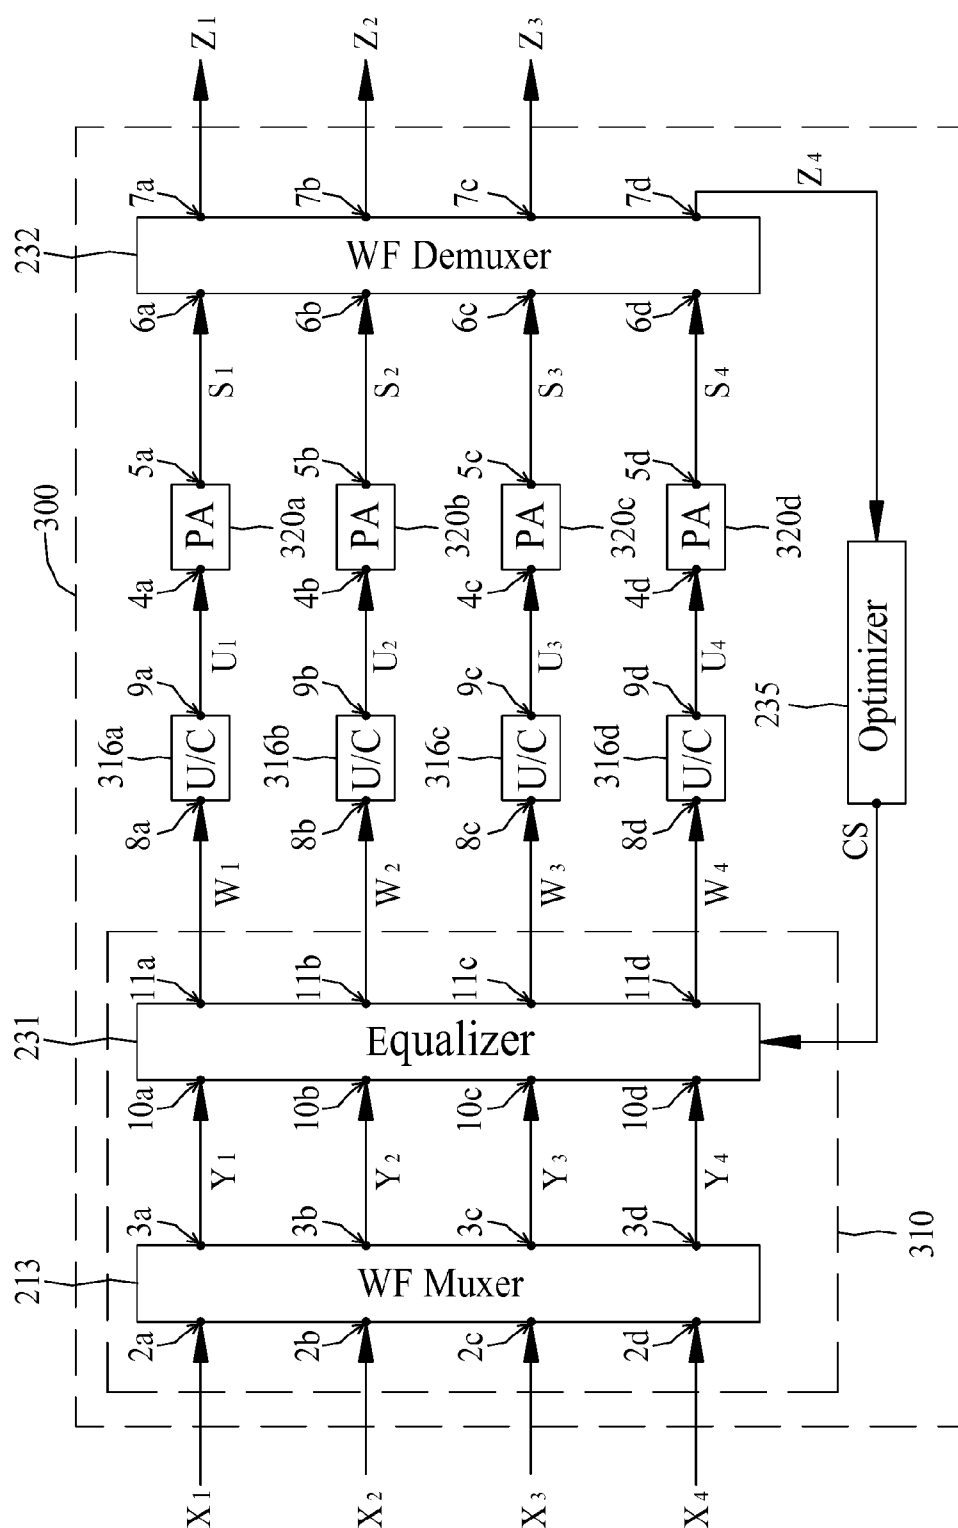 300
232
Z1
Z2
Z3
Z4
7a
7b
7c
7d
WF Demuxer
6a
6b
6c
6d
S1
S2
S3
S4
5a
5b
5c
5d
PA
PA
PA
PA
320a
320b
320c
320d
4a
4b
4c
4d
U1
U2
U3
U4
9a
9b
9c
9d
316a
316b
316c
316d
U/C
U/C
U/C
U/C
8a
8b
8c
8d
235
Optimizer
CS
W1
W2
W3
W4
231
11a
11b
11c
11d
Equalizer
10a
10b
10c
10d
Y1
Y2
Y3
Y4
310
213
3a
3b
3c
3d
WF Muxer
2a
2b
2c
2d
X1
X2
X3
X4